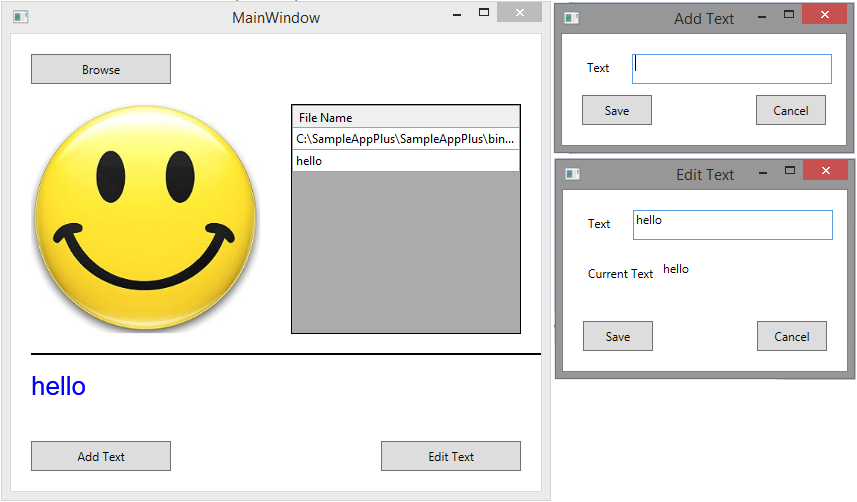 MainWindow
Browse
File Name
C:\SampleAppPlus\SampleAppPlus\bin...
hello
hello
Add Text
Edit Text
Add Text
Text
Save
Cancel
Edit Text
Text
hello
Current Text
hello
Save
Cancel